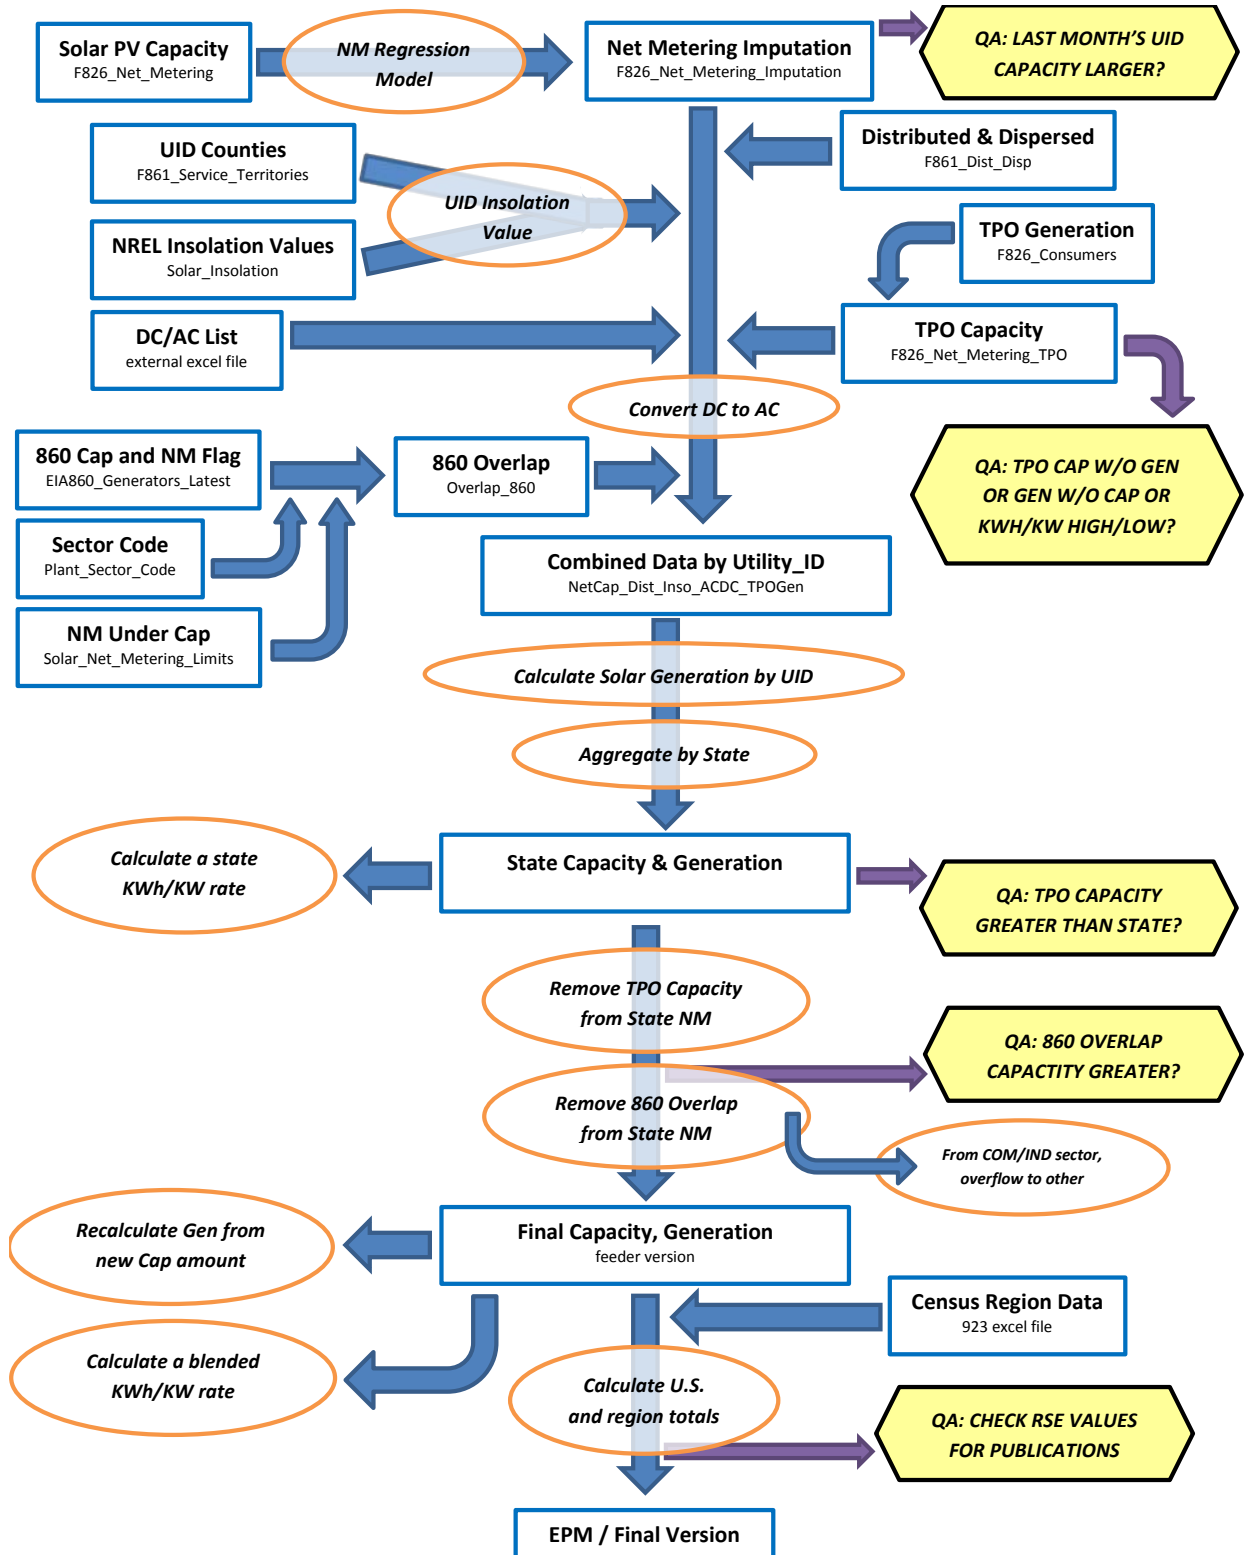 Solar PV Capacity
F826_Net_Metering
NM Regression
Model
Net Metering Imputation
F826_Net_Metering_Imputation
QA: LAST MONTH'S UID
CAPACITY LARGER?
UID Counties
F861_Service_Territories
Distributed & Dispersed
F861_Dist_Disp
UID Insolation
Value
NREL Insolation Values
Solar_Insolation
TPO Generation
F826_Consumers
DC/AC List
external excel file
TPO Capacity
F826_Net_Metering_TPO
Convert DC to AC
860 Cap and NM Flag
EIA860_Generators_Latest
860 Overlap
Overlap_860
QA: TPO CAP W/O GEN
OR GEN W/O CAP OR
KWH/KW HIGH/LOW?
Sector Code
Plant_Sector_Code
Combined Data by Utility_ID
NetCap_Dist_Inso_ACDC_TPOGen
NM Under Cap
Solar_Net_Metering_Limits
Calculate Solar Generation by UID
Aggregate by State
Calculate a state
KWh/KW rate
State Capacity & Generation
QA: TPO CAPACITY
GREATER THAN STATE?
Remove TPO Capacity
from State NM
QA: 860 OVERLAP
CAPACTITY GREATER?
Remove 860 Overlap
from State NM
From COM/IND sector,
overflow to other
Recalculate Gen from
new Cap amount
Final Capacity, Generation
feeder version
Census Region Data
923 excel file
Calculate a blended
KWh/KW rate
Calculate U.S.
and region totals
QA: CHECK RSE VALUES
FOR PUBLICATIONS
EPM / Final Version